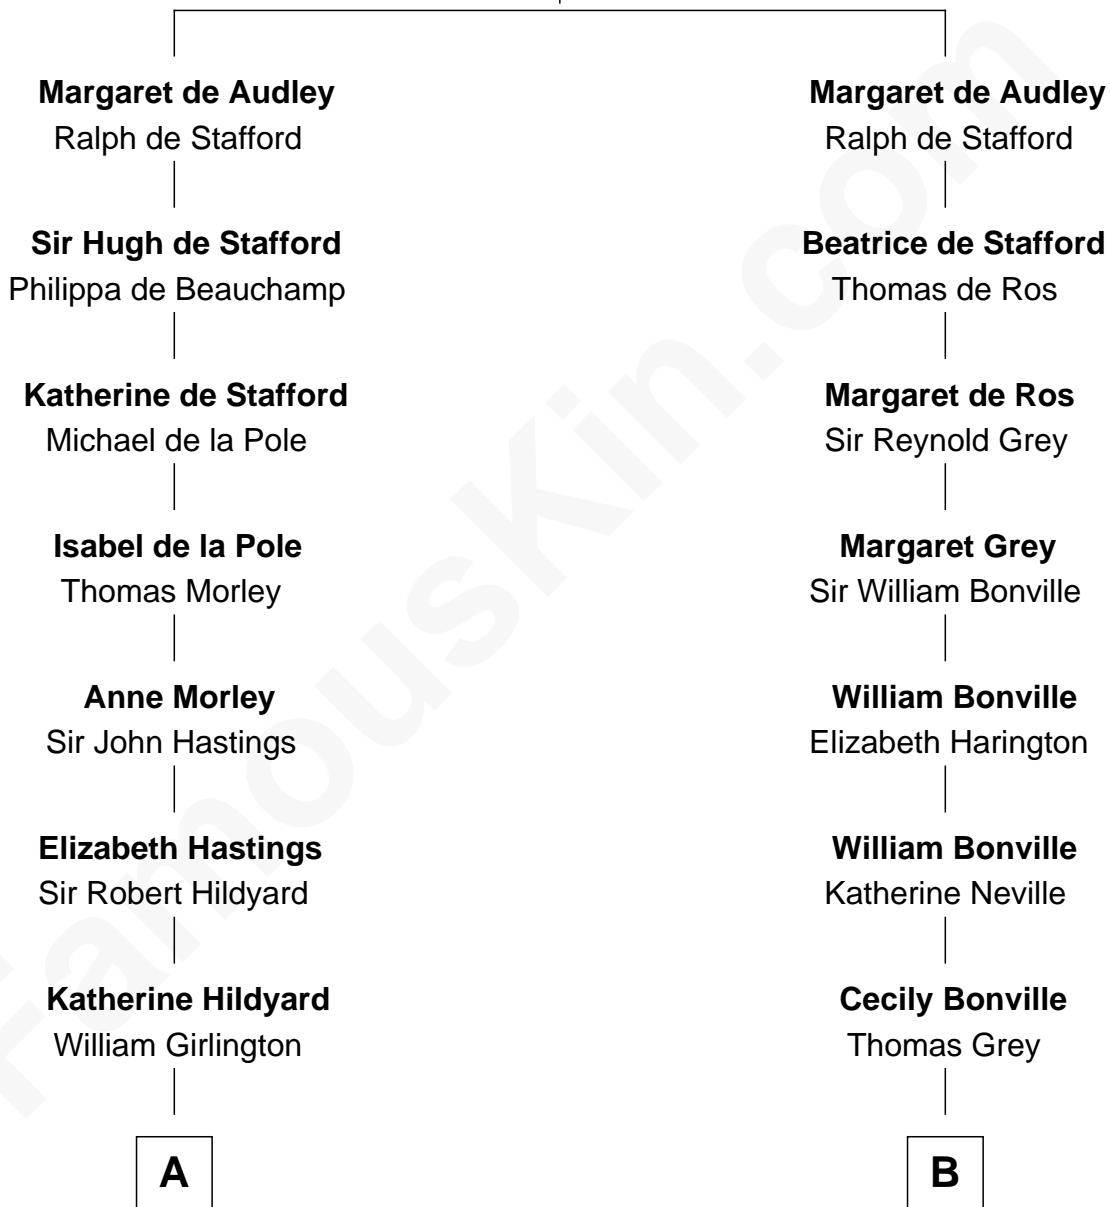 Margaret de Audley
Ralph de Stafford
Sir Hugh de Stafford
Philippa de Beauchamp
Katherine de Stafford
Michael de la Pole
Isabel de la Pole
Thomas Morley
Anne Morley
Sir John Hastings
Elizabeth Hastings
Sir Robert Hildyard
Katherine Hildyard
William Girlington
A
Margaret de Audley
Ralph de Stafford
Beatrice de Stafford
Thomas de Ros
Margaret de Ros
Sir Reynold Grey
Margaret Grey
Sir William Bonville
William Bonville
Elizabeth Harington
William Bonville
Katherine Neville
Cecily Bonville
Thomas Grey
B
FamousKin.com